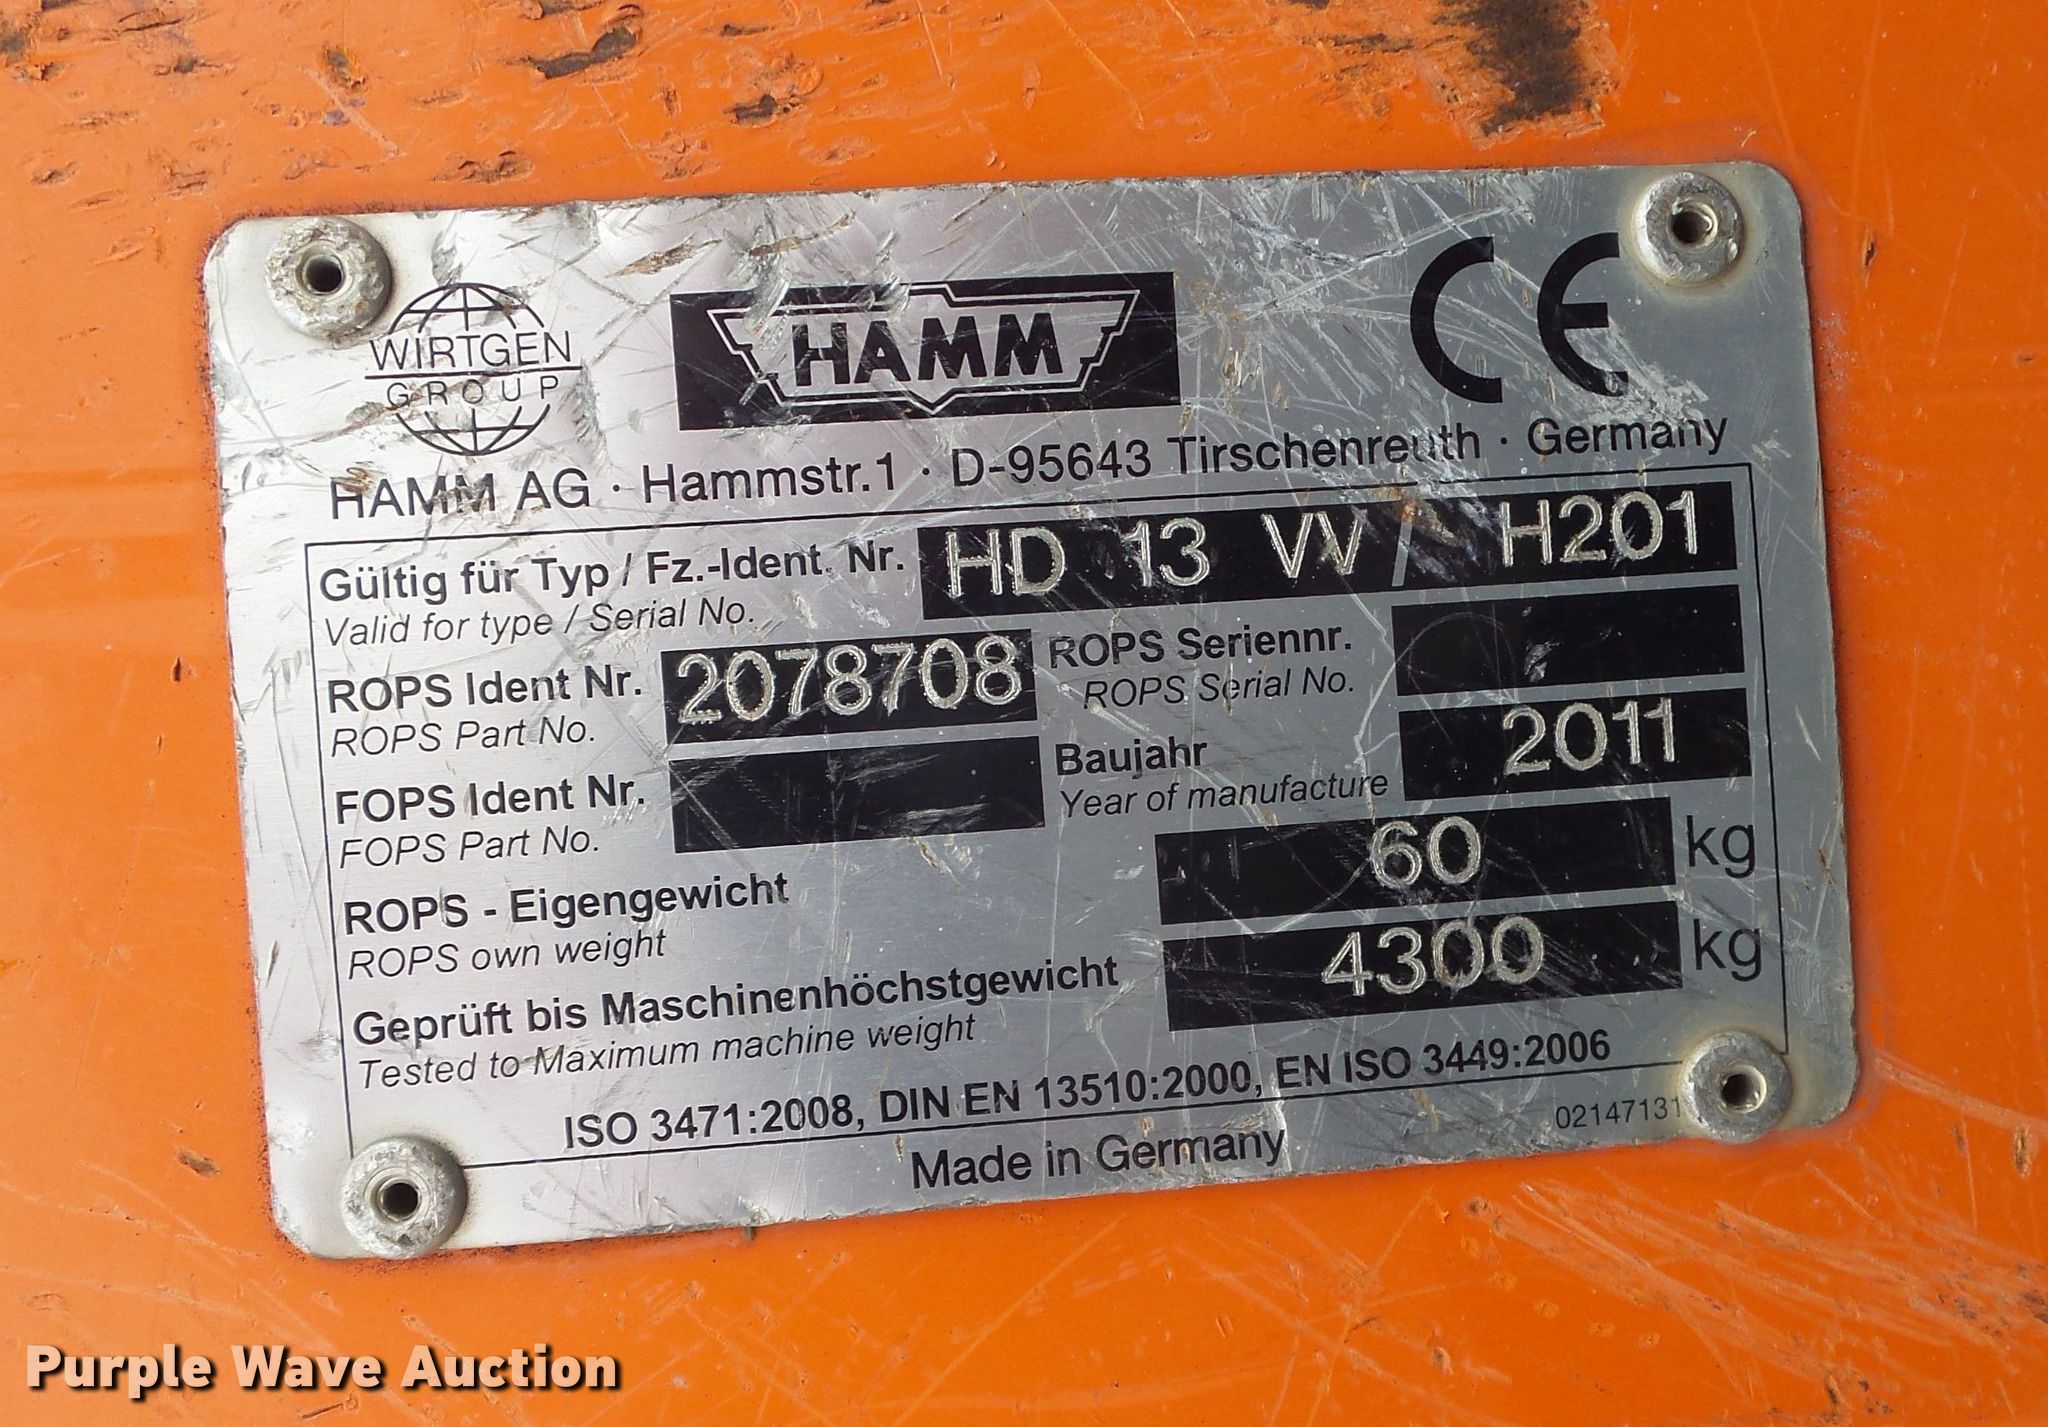 WIRTGEN
GROUP
HAMM
CE
HAMM AG · Hammstr.1 · D-95643 Tirschenreuth · Germany
Gültig für Typ / Fz.-Ident. Nr. HD 13 VV / H201
Valid for type / Serial No.
ROPS Ident Nr. 2078708
ROPS Part No.
ROPS Seriennr.
ROPS Serial No.
FOPS Ident Nr.
FOPS Part No.
Baujahr 2011
Year of manufacture
ROPS - Eigengewicht 60 kg
ROPS own weight
Geprüft bis Maschinenhöchstgewicht 4300 kg
Tested to Maximum machine weight
ISO 3471:2008, DIN EN 13510:2000, EN ISO 3449:2006
02147131
Made in Germany
Purple Wave Auction